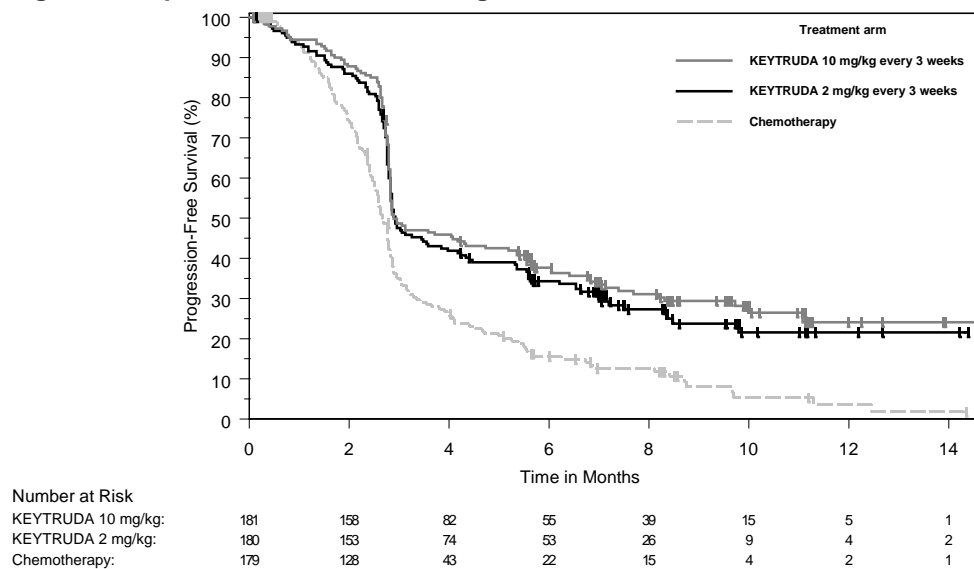 100
90
80
70
60
50
40
30
20
10
0
Progression-Free Survival (%)
Treatment arm
KEYTRUDA 10 mg/kg every 3 weeks
KEYTRUDA 2 mg/kg every 3 weeks
Chemotherapy
0 2 4 6 8 10 12 14
Time in Months
Number at Risk
KEYTRUDA 10 mg/kg: 181 158 82 55 39 15 5 1
KEYTRUDA 2 mg/kg: 180 153 74 53 26 9 4 2
Chemotherapy: 179 128 43 22 15 4 2 1